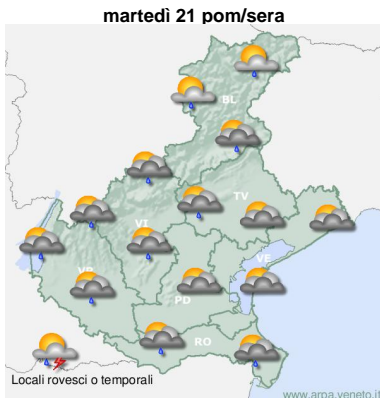 martedì 21 pom/sera
BL
TV
VI
VE
VR
PD
RO
Locali rovesci o temporali
www.arpa.veneto.it